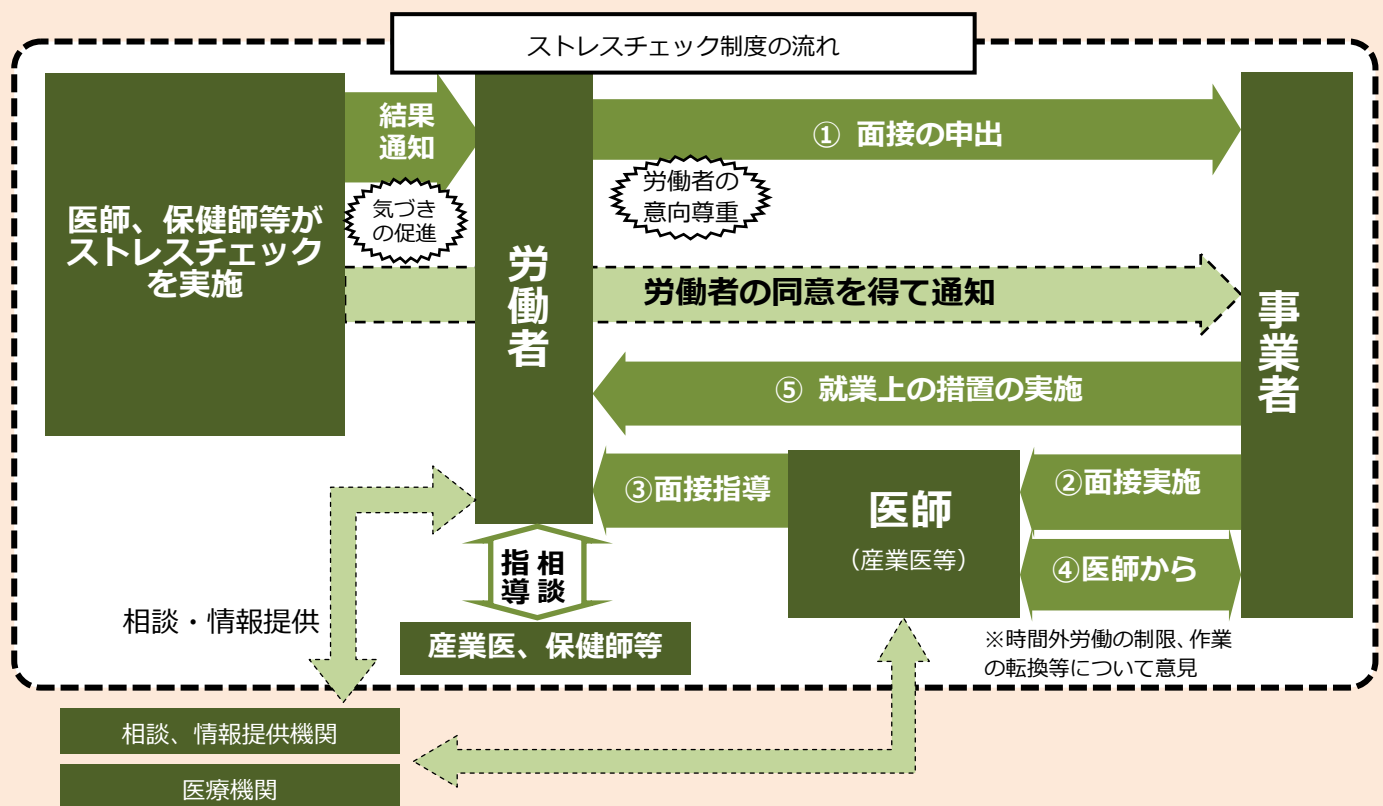 ストレスチェック制度の流れ
医師、保健師等が
ストレスチェック
を実施
結果
通知
気づき
の促進
労働者
① 面接の申出
労働者の
意向尊重
労働者の同意を得て通知
事業者
⑤ 就業上の措置の実施
③面接指導
医師
（産業医等）
②面接実施
④医師から
※時間外労働の制限、作業
の転換等について意見
相談
指導
産業医、保健師等
相談・情報提供
相談、情報提供機関
医療機関